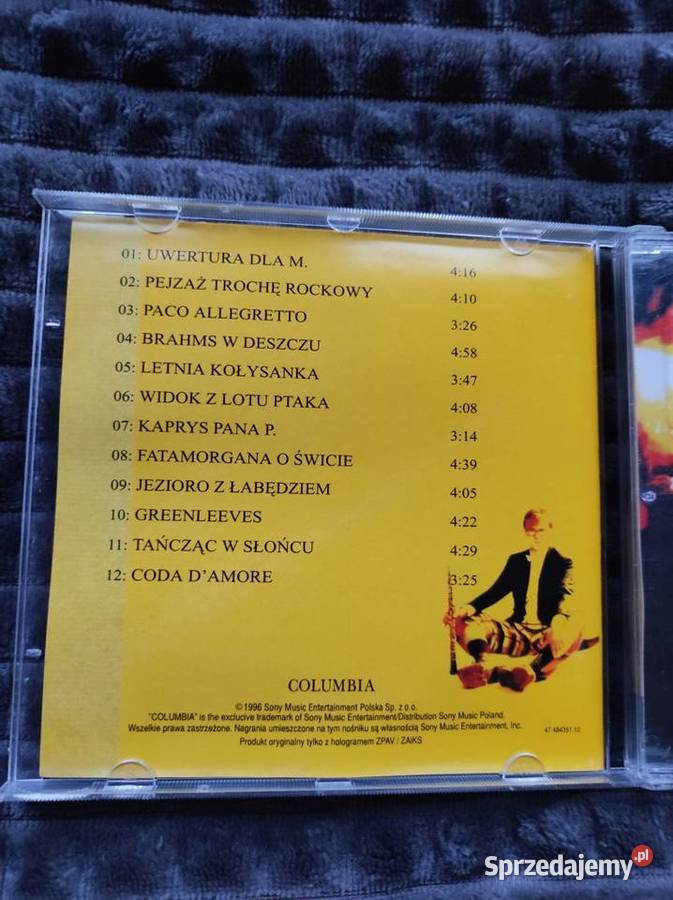 01: UWERTURA DLA M. 4:16
02: PEJZAŻ TROCHĘ ROCKOWY 4:10
03: PACO ALLEGRETTO 3:26
04: BRAHMS W DESZCZU 4:58
05: LETNIA KOŁYSANKA 3:47
06: WIDOK Z LOTU PTAKA 4:08
07: KAPRYS PANA P. 3:14
08: FATAMORGANA O ŚWICIE 4:39
09: JEZIORO Z ŁABĘDZIEM 4:05
10: GREENLEEVES 4:22
11: TAŃCZĄC W SŁOŃCU 4:29
12: CODA D'AMORE 3:25
COLUMBIA
©1996 Sony Music Entertainment Polska Sp. z o.o.
"COLUMBIA" is the exclucive trademark of Sony Music Entertainment/Distribution Sony Music Poland.
Wszelkie prawa zastrzeżone. Nagrania umieszczone na tym nośniku są własnością Sony Music Entertainment, Inc.
47 484351.10
Produkt oryginalny tylko z hologramem ZPAV / ZAIKS
Sprzedajemy.pl